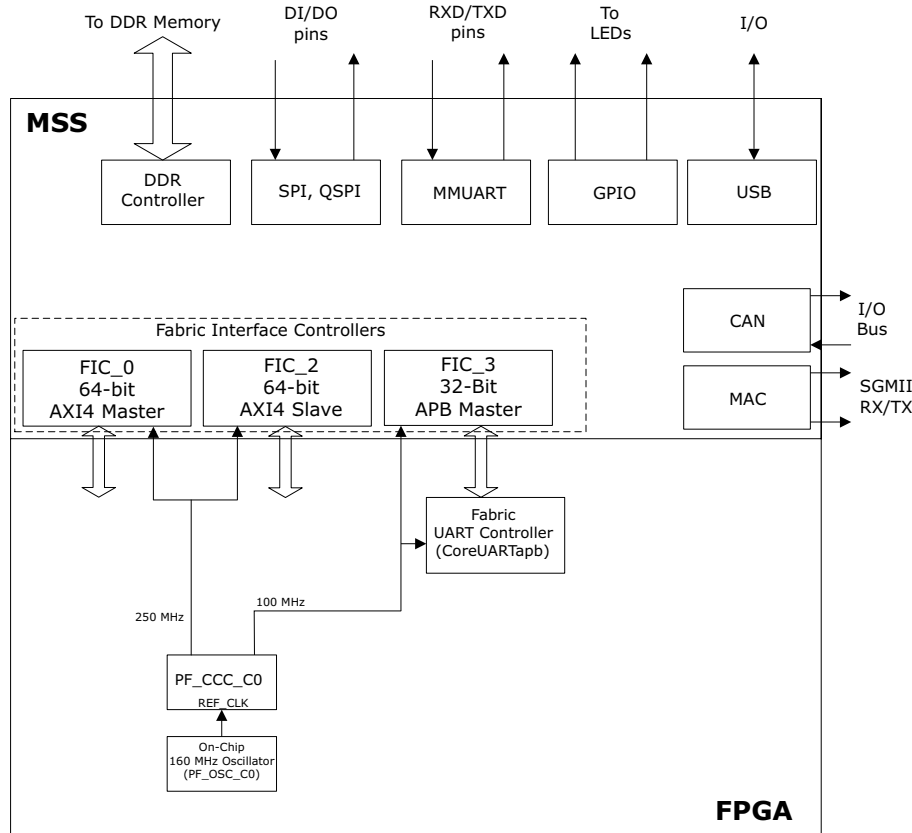 To DDR Memory
DI/DO
pins
RXD/TXD
pins
To
LEDs
I/O
MSS
DDR
Controller
SPI, QSPI
MMUART
GPIO
USB
CAN
I/O
Bus
MAC
SGMII
RX/TX
Fabric Interface Controllers
FIC_0
64-bit
AXI4 Master
FIC_2
64-bit
AXI4 Slave
FIC_3
32-Bit
APB Master
Fabric
UART Controller
(CoreUARTapb)
250 MHz
100 MHz
PF_CCC_C0
REF_CLK
On-Chip
160 MHz Oscillator
(PF_OSC_C0)
FPGA